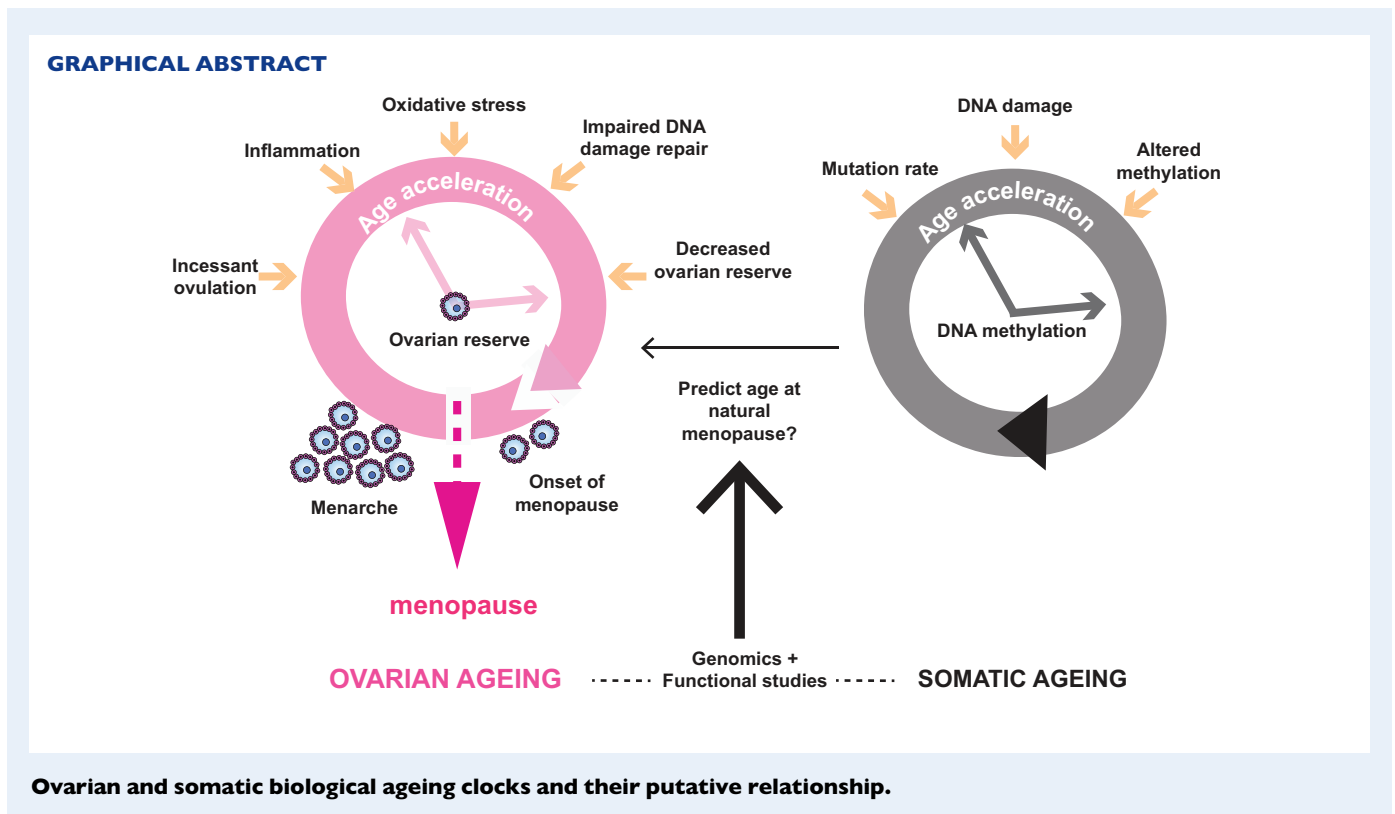 GRAPHICAL ABSTRACT
Oxidative stress
Inflammation
Impaired DNA
damage repair
Age acceleration
Incessant
ovulation
Decreased
ovarian reserve
Ovarian reserve
Menarche
Onset of
menopause
menopause
OVARIAN AGEING
DNA damage
Mutation rate
Altered
methylation
Age acceleration
DNA methylation
Predict age at
natural
menopause?
Genomics +
Functional studies
SOMATIC AGEING
Ovarian and somatic biological ageing clocks and their putative relationship.